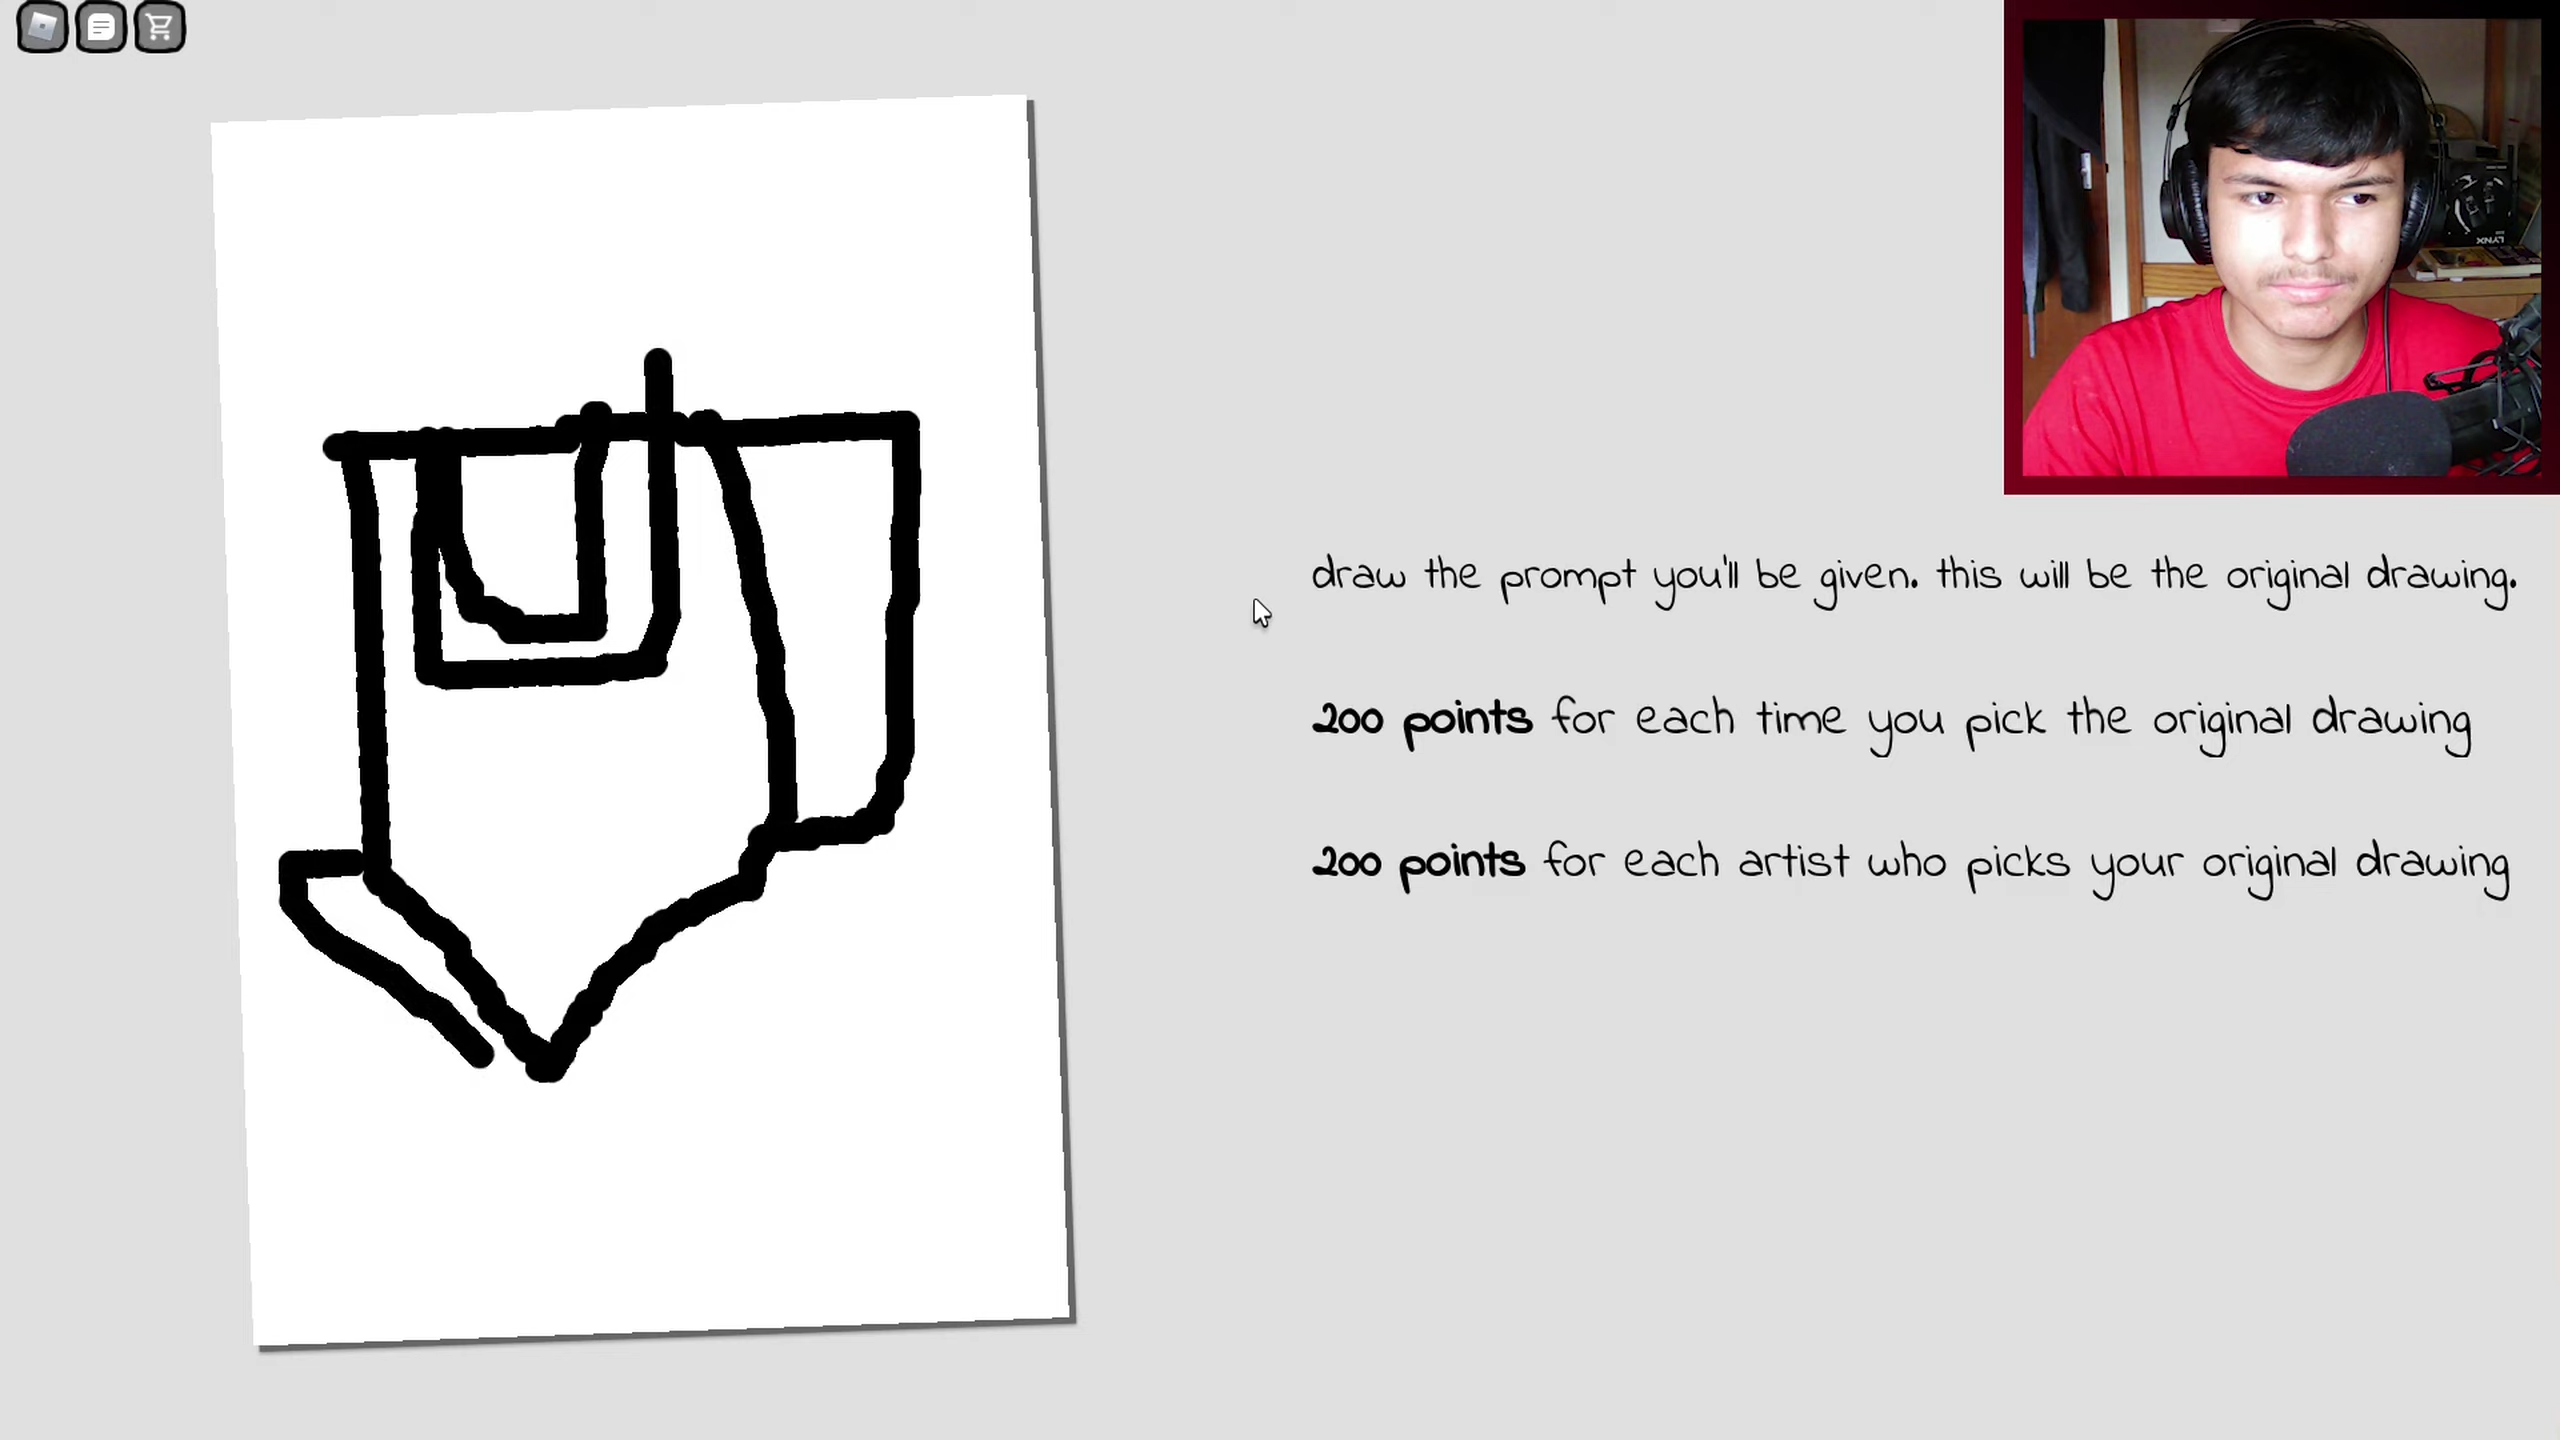 draw the prompt you'll be given. this will be the original drawing.
200 points for each time you pick the original drawing
200 points for each artist who picks your original drawing
LYNX